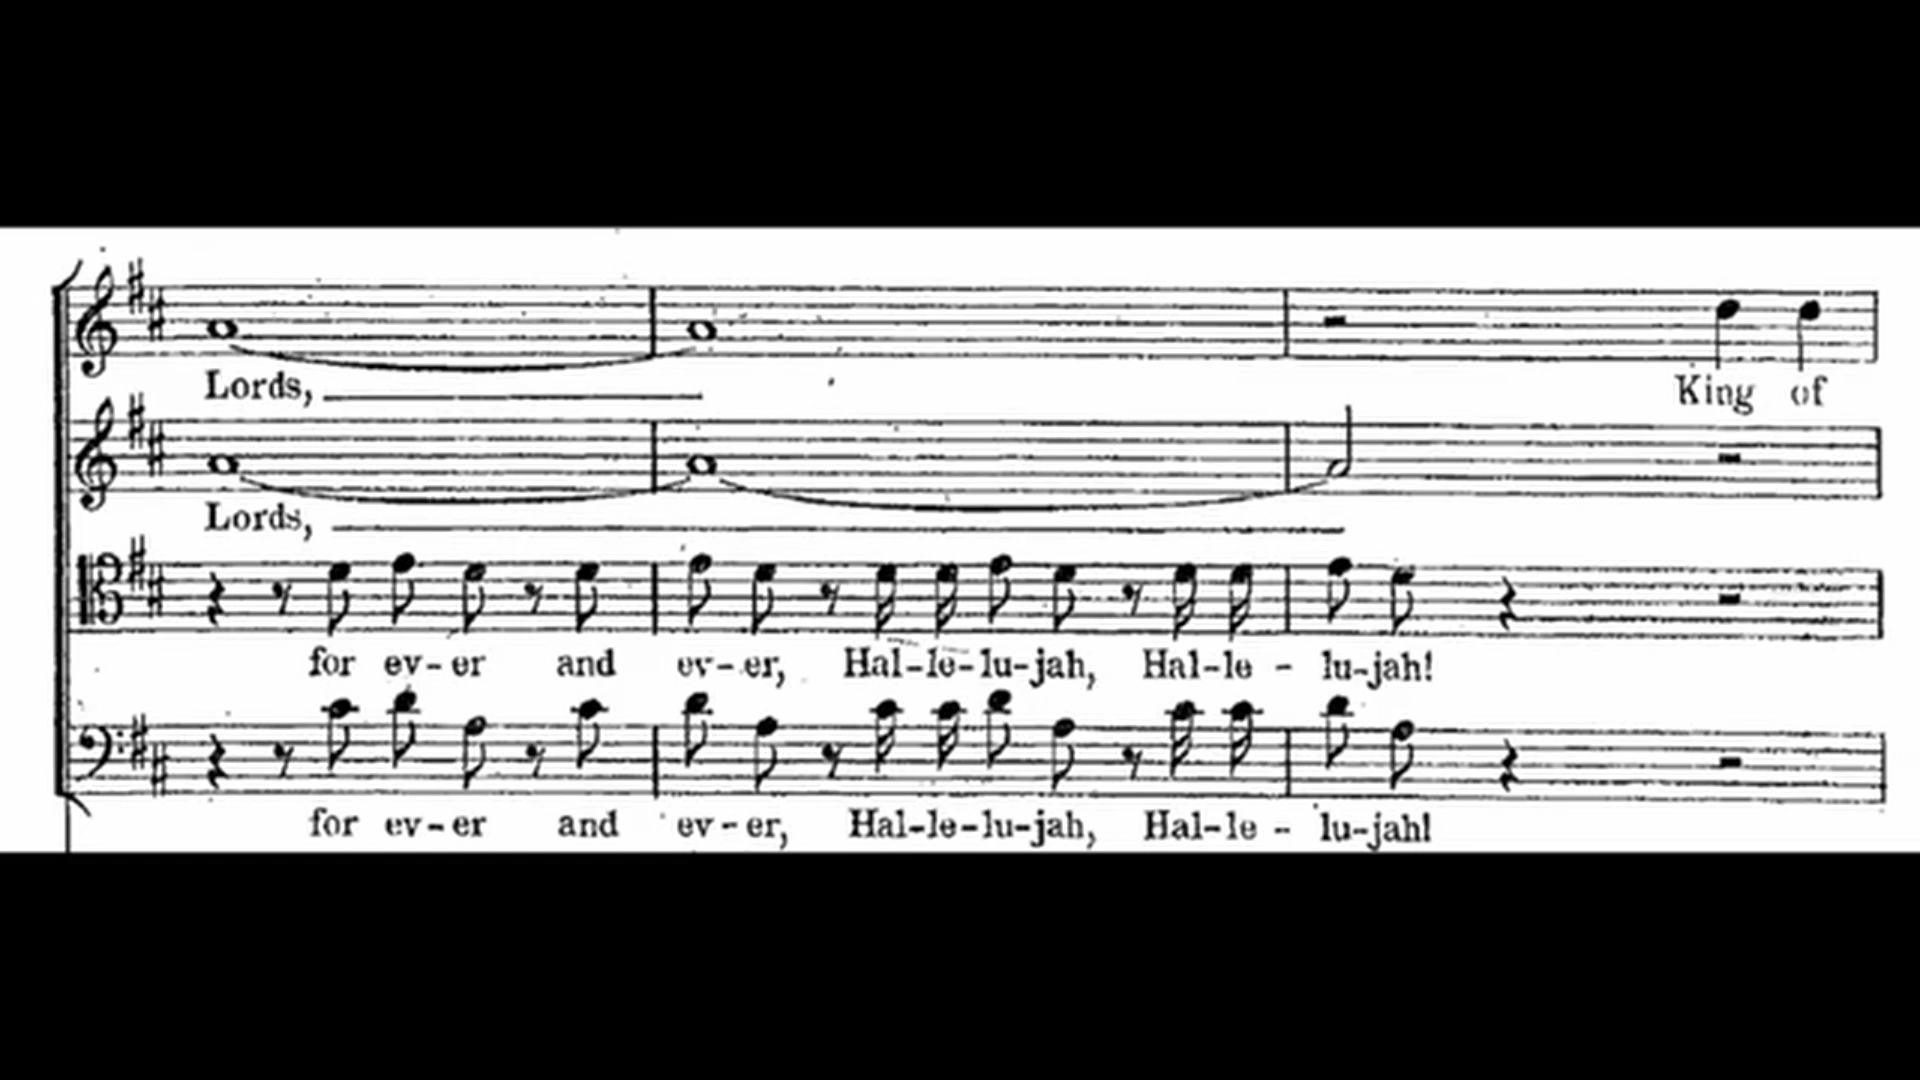 Lords,
King of
Lords,
for ev-er and ev-er, Hal-le-lu-jah, Hal-le - lu-jah!
for ev-er and ev-er, Hal-le-lu-jah, Hal-le - lu-jah!